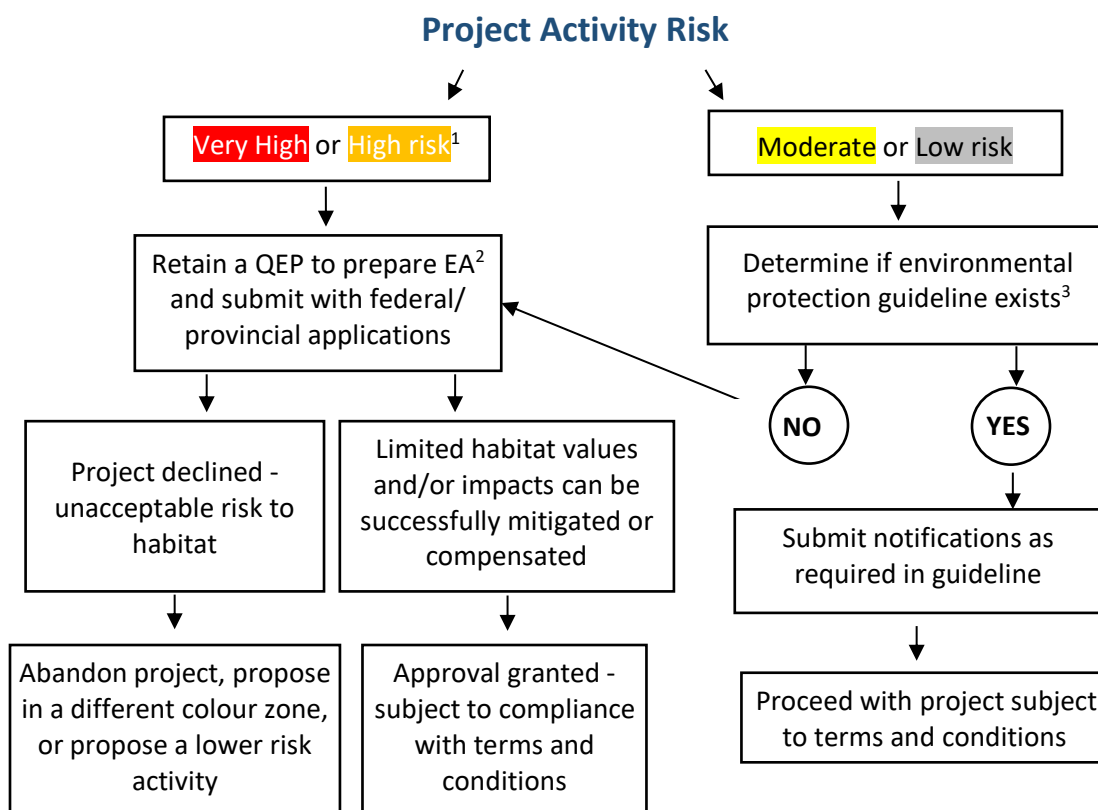 Project Activity Risk
Very High or High risk1
Moderate or Low risk
Retain a QEP to prepare EA2
and submit with federal/
provincial applications
Determine if environmental
protection guideline exists3
NO
YES
Project declined -
unacceptable risk to
habitat
Limited habitat values
and/or impacts can be
successfully mitigated or
compensated
Submit notifications as
required in guideline
Abandon project, propose
in a different colour zone,
or propose a lower risk
activity
Approval granted -
subject to compliance
with terms and
conditions
Proceed with project subject
to terms and conditions